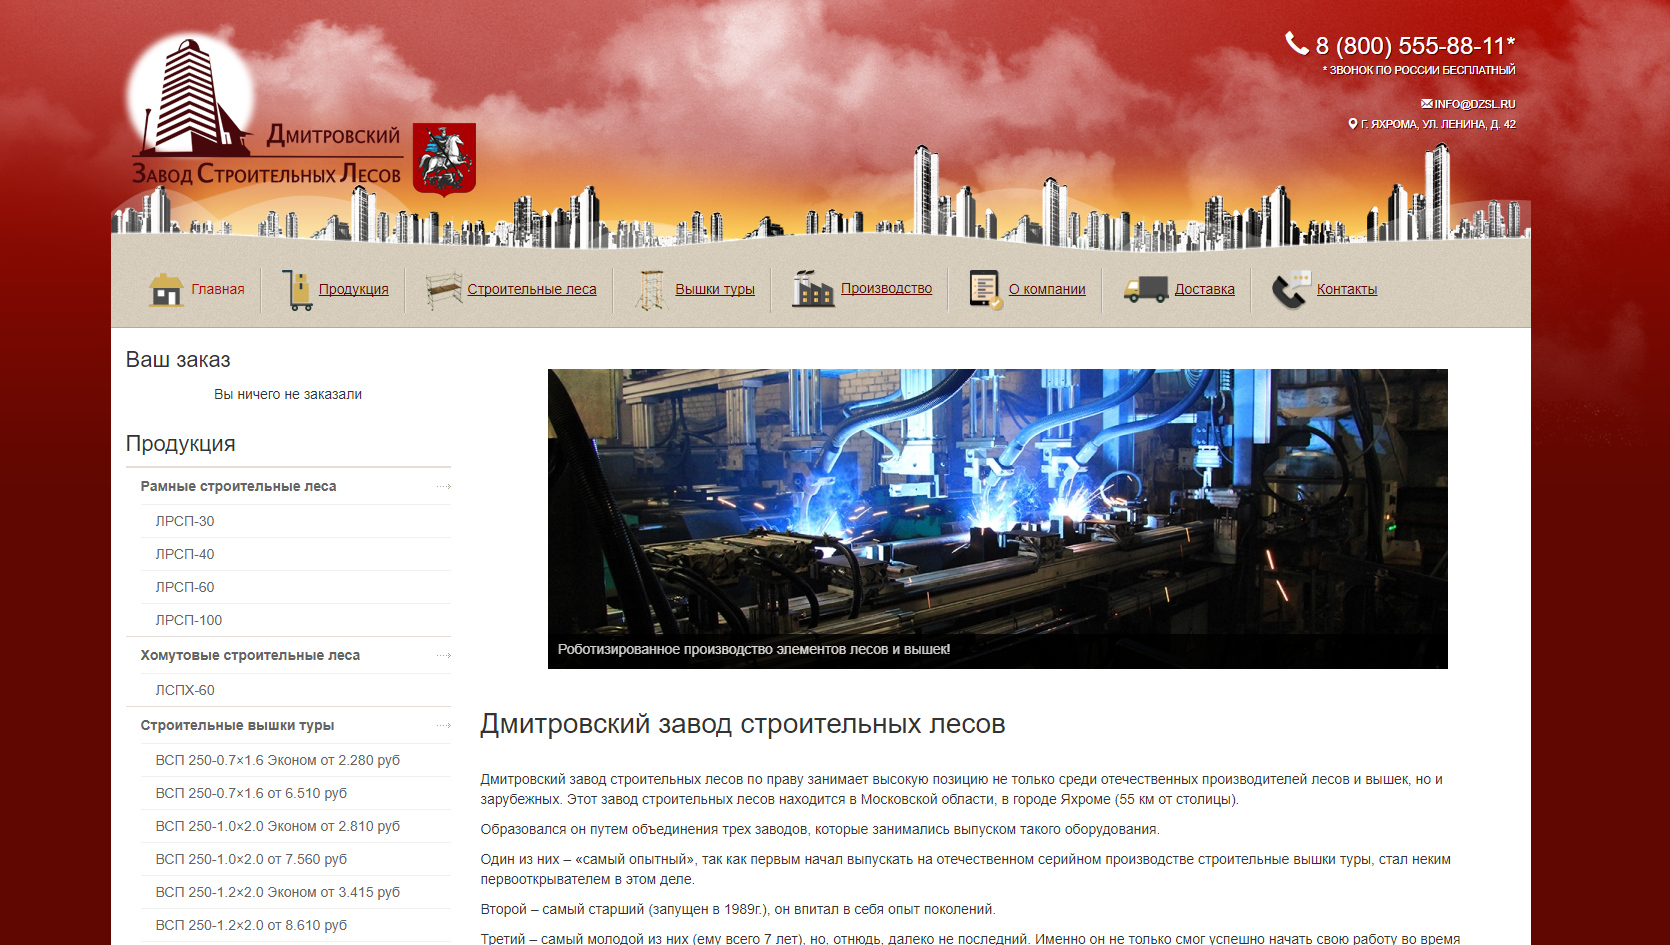 8 (800) 555-88-11*
* ЗВОНОК ПО РОССИИ БЕСПЛАТНЫЙ
INFO@DZSL.RU
Г. ЯХРОМА, УЛ. ЛЕНИНА, Д. 42
Дмитровский
Завод Строительных Лесов
Главная
Продукция
Строительные леса
Вышки туры
Производство
О компании
Доставка
Контакты
Ваш заказ
Вы ничего не заказали
Продукция
Рамные строительные леса
ЛРСП-30
ЛРСП-40
ЛРСП-60
ЛРСП-100
Хомутовые строительные леса
ЛСПХ-60
Строительные вышки туры
ВСП 250-0.7×1.6 Эконом от 2.280 руб
ВСП 250-0.7×1.6 от 6.510 руб
ВСП 250-1.0×2.0 Эконом от 2.810 руб
ВСП 250-1.0×2.0 от 7.560 руб
ВСП 250-1.2×2.0 Эконом от 3.415 руб
ВСП 250-1.2×2.0 от 8.610 руб
Роботизированное производство элементов лесов и вышек!
Дмитровский завод строительных лесов
Дмитровский завод строительных лесов по праву занимает высокую позицию не только среди отечественных производителей лесов и вышек, но и
зарубежных. Этот завод строительных лесов находится в Московской области, в городе Яхроме (55 км от столицы).
Образовался он путем объединения трех заводов, которые занимались выпуском такого оборудования.
Один из них – «самый опытный», так как первым начал выпускать на отечественном серийном производстве строительные вышки туры, стал неким
первооткрывателем в этом деле.
Второй – самый старший (запущен в 1989г.), он впитал в себя опыт поколений.
Третий – самый молодой из них (ему всего 7 лет), но, отнюдь, далеко не последний. Именно он не только смог успешно начать свою работу во время